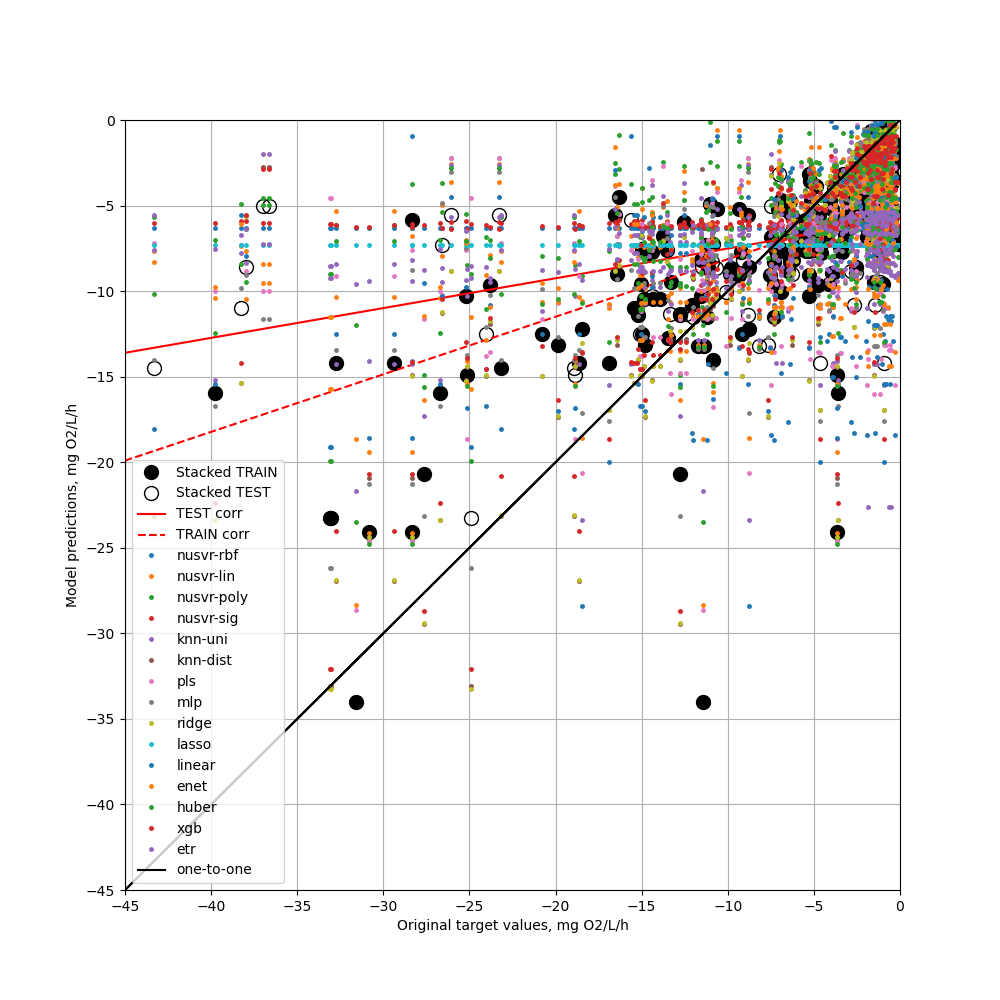 0
−5
−10
−15
−20
−25
−30
−35
−40
−45
Model predictions, mg O2/L/h
Stacked TRAIN
Stacked TEST
TEST corr
TRAIN corr
nusvr-rbf
nusvr-lin
nusvr-poly
nusvr-sig
knn-uni
knn-dist
pls
mlp
ridge
lasso
linear
enet
huber
xgb
etr
one-to-one
−45 −40 −35 −30 −25 −20 −15 −10 −5 0
Original target values, mg O2/L/h